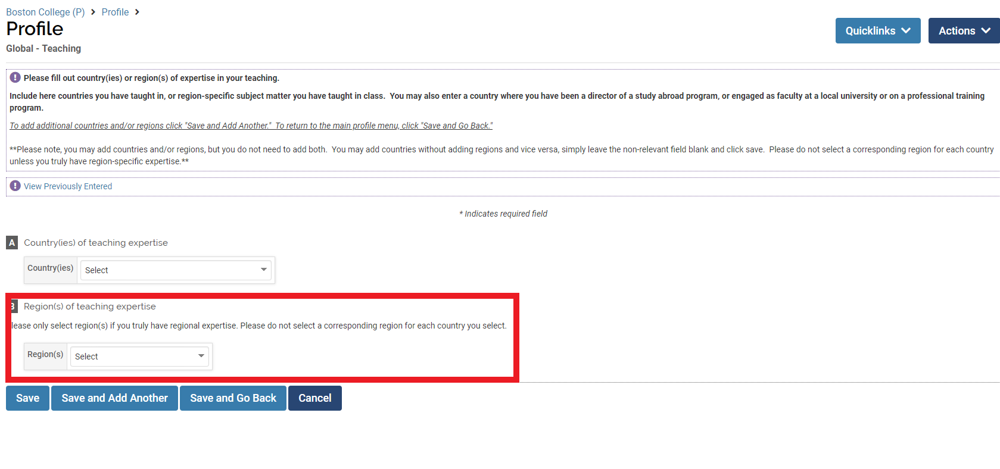 Boston College (P) > Profile >
Profile
Quicklinks
Actions
Global - Teaching
Please fill out country(ies) or region(s) of expertise in your teaching.
Include here countries you have taught in, or region-specific subject matter you have taught in class.  You may also enter a country where you have been a director of a study abroad program, or engaged as faculty at a local university or on a professional training
program.
To add additional countries and/or regions click "Save and Add Another."  To return to the main profile menu, click "Save and Go Back."
**Please note, you may add countries and/or regions, but you do not need to add both.  You may add countries without adding regions and vice versa, simply leave the non-relevant field blank and click save.  Please do not select a corresponding region for each country
unless you truly have region-specific expertise.**
View Previously Entered
* Indicates required field
A Country(ies) of teaching expertise
Country(ies) Select
B Region(s) of teaching expertise
lease only select region(s) if you truly have regional expertise. Please do not select a corresponding region for each country you select.
Region(s) Select
Save Save and Add Another Save and Go Back Cancel